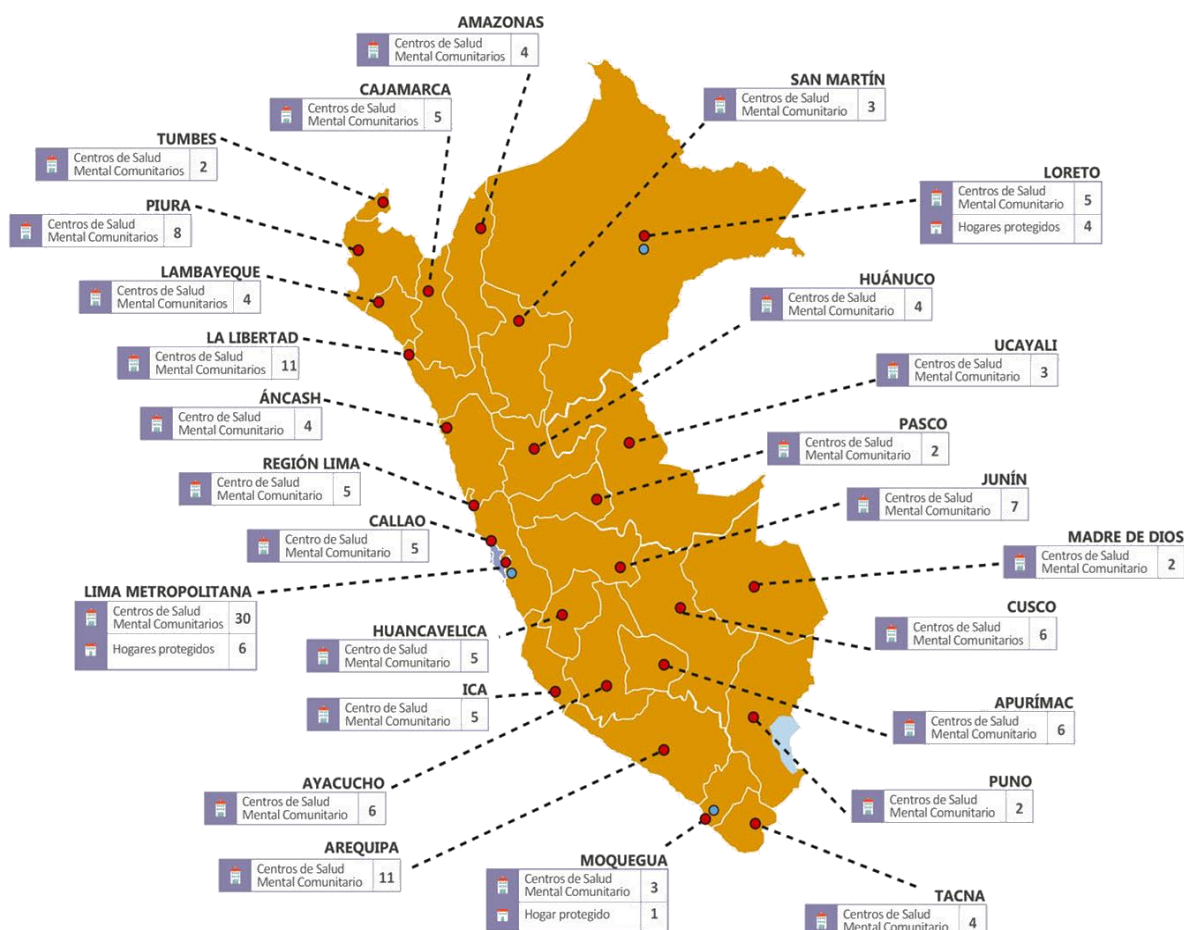 AMAZONAS
Centros de Salud
Mental Comunitarios
4
CAJAMARCA
Centros de Salud
Mental Comunitarios
5
SAN MARTÍN
Centros de Salud
Mental Comunitario
3
TUMBES
Centros de Salud
Mental Comunitarios
2
LORETO
Centros de Salud
Mental Comunitario
5
Hogares protegidos
4
PIURA
Centros de Salud
Mental Comunitarios
8
LAMBAYEQUE
Centros de Salud
Mental Comunitarios
4
HUÁNUCO
Centros de Salud
Mental Comunitario
4
LA LIBERTAD
Centros de Salud
Mental Comunitarios
11
UCAYALI
Centros de Salud
Mental Comunitario
3
ÁNCASH
Centro de Salud
Mental Comunitario
4
PASCO
Centros de Salud
Mental Comunitario
2
REGIÓN LIMA
Centro de Salud
Mental Comunitario
5
JUNÍN
Centros de Salud
Mental Comunitario
7
CALLAO
Centro de Salud
Mental Comunitario
5
MADRE DE DIOS
Centros de Salud
Mental Comunitario
2
LIMA METROPOLITANA
Centros de Salud
Mental Comunitarios
30
Hogares protegidos
6
CUSCO
Centros de Salud
Mental Comunitarios
6
HUANCAVELICA
Centro de Salud
Mental Comunitario
5
ICA
Centro de Salud
Mental Comunitario
5
APURÍMAC
Centros de Salud
Mental Comunitario
6
AYACUCHO
Centros de Salud
Mental Comunitario
6
PUNO
Centros de Salud
Mental Comunitario
2
AREQUIPA
Centros de Salud
Mental Comunitario
11
MOQUEGUA
Centros de Salud
Mental Comunitario
3
Hogar protegido
1
TACNA
Centros de Salud
Mental Comunitario
4